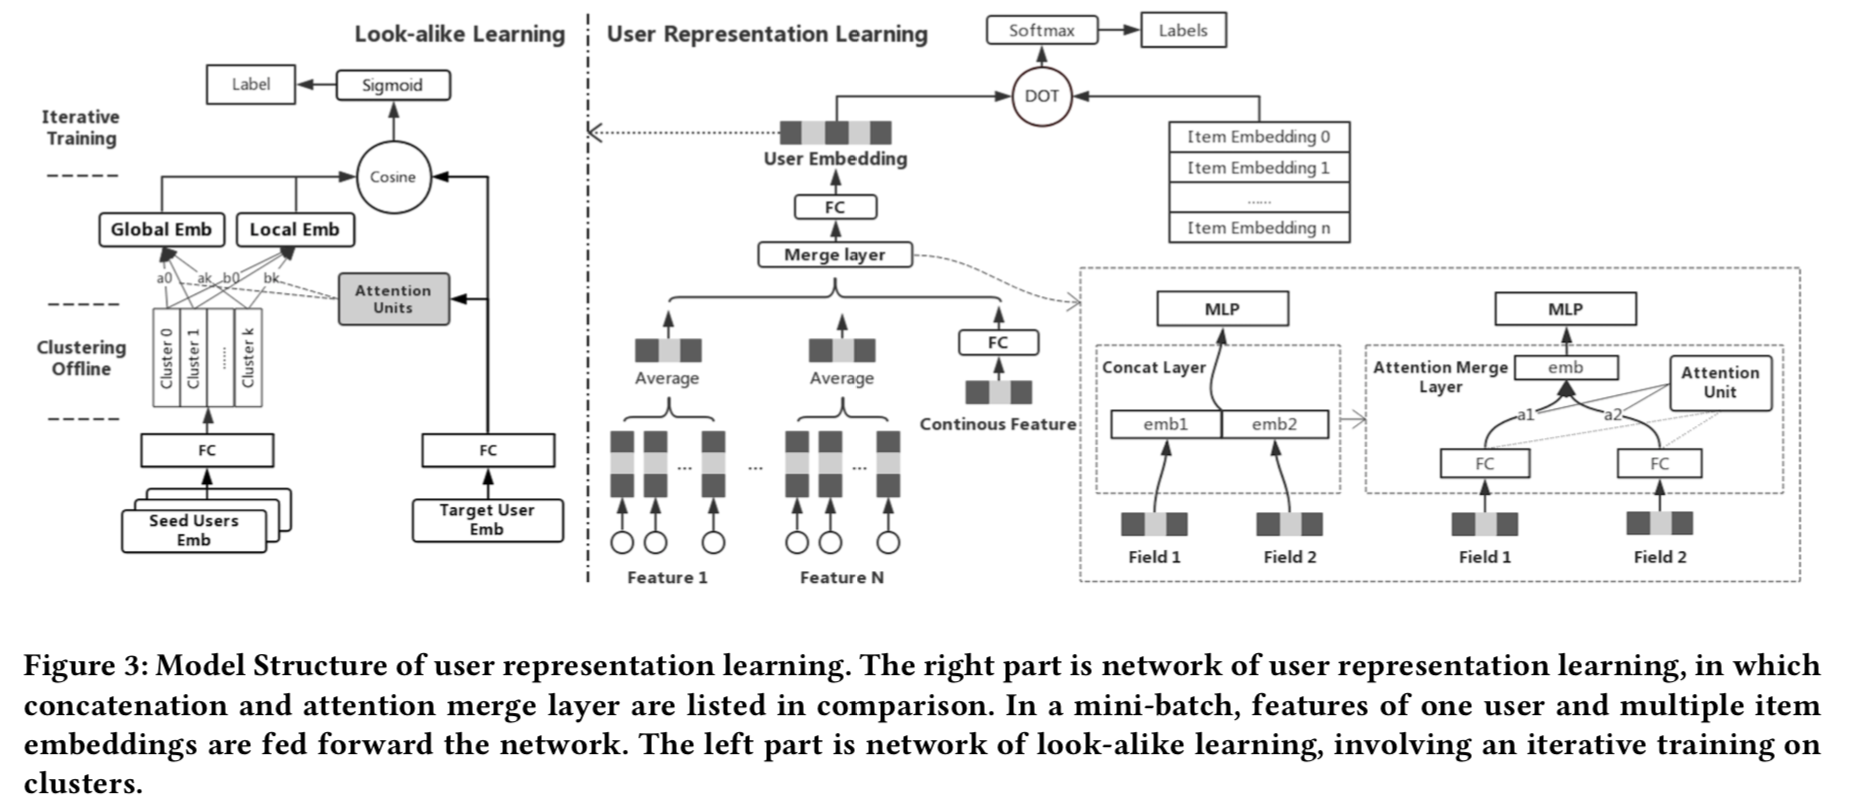 Look-alike Learning
Label
Sigmoid
Iterative
Training
Cosine
Global Emb
Local Emb
a0
ak
b0
bk
Attention
Units
Clustering
Offline
Cluster 0
Cluster 1
......
Cluster k
FC
FC
Seed Users
Emb
Target User
Emb
User Representation Learning
Softmax
Labels
DOT
User Embedding
Item Embedding 0
Item Embedding 1
......
Item Embedding n
FC
Merge layer
FC
Average
Average
Continous Feature
...
...
...
Feature 1
Feature N
MLP
Concat Layer
emb1
emb2
Field 1
Field 2
MLP
Attention Merge
Layer
emb
Attention
Unit
a1
a2
FC
FC
Field 1
Field 2
Figure 3: Model Structure of user representation learning. The right part is network of user representation learning, in which
concatenation and attention merge layer are listed in comparison. In a mini-batch, features of one user and multiple item
embeddings are fed forward the network. The left part is network of look-alike learning, involving an iterative training on
clusters.